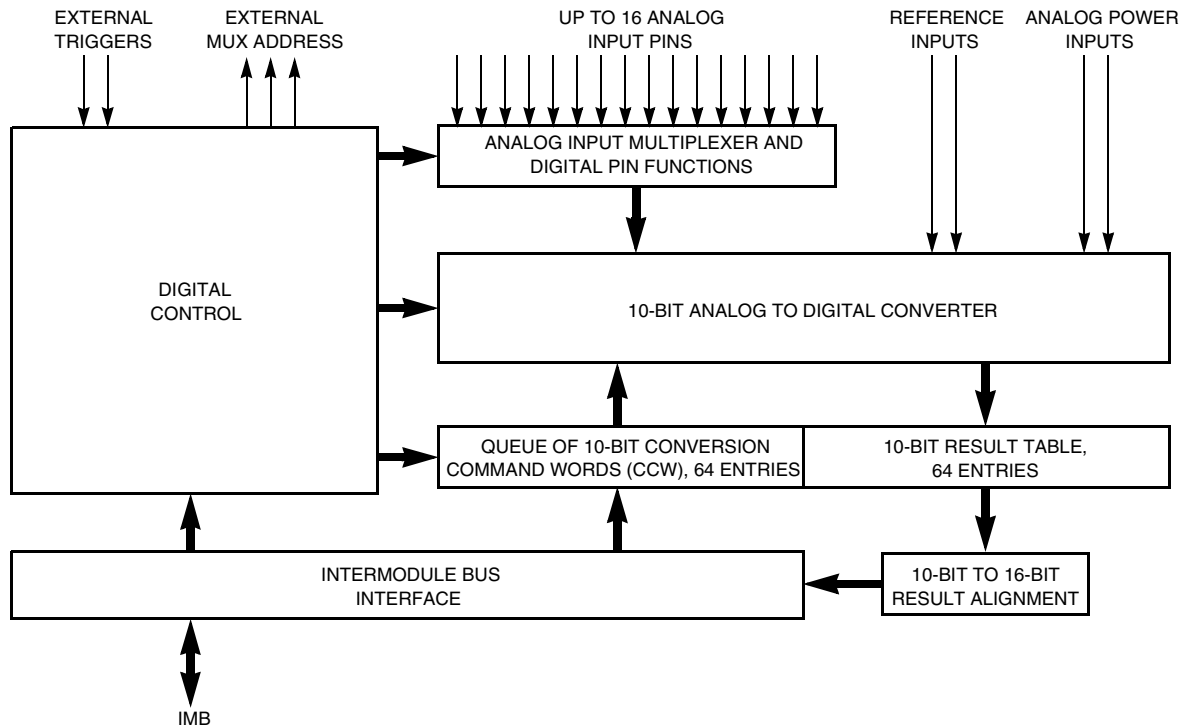 EXTERNAL
TRIGGERS
EXTERNAL
MUX ADDRESS
UP TO 16 ANALOG
INPUT PINS
REFERENCE
INPUTS
ANALOG POWER
INPUTS
ANALOG INPUT MULTIPLEXER AND
DIGITAL PIN FUNCTIONS
DIGITAL
CONTROL
10-BIT ANALOG TO DIGITAL CONVERTER
QUEUE OF 10-BIT CONVERSION
COMMAND WORDS (CCW), 64 ENTRIES
10-BIT RESULT TABLE,
64 ENTRIES
INTERMODULE BUS
INTERFACE
10-BIT TO 16-BIT
RESULT ALIGNMENT
IMB